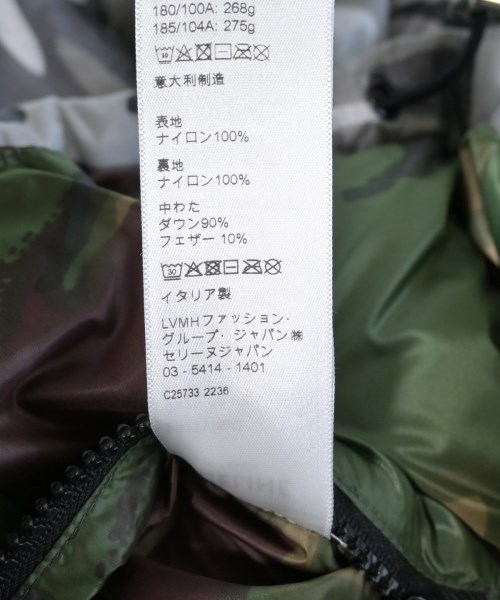 180/100A: 268g
185/104A: 275g
意大利制造
表地
ナイロン100%
裏地
ナイロン100%
中わた
ダウン90%
フェザー 10%
イタリア製
LVMHファッション・
グループ・ジャパン㈱
セリーヌジャパン
03 - 5414 - 1401
C25733 2236